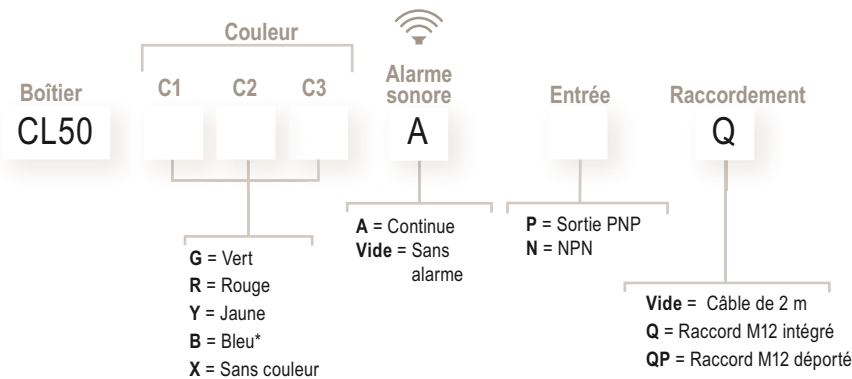 Couleur
Boîtier
C1
C2
C3
Alarme
sonore
Entrée
Raccordement
CL50
A
Q
G = Vert
R = Rouge
Y = Jaune
B = Bleu*
X = Sans couleur
A = Continue
Vide = Sans
alarme
P = Sortie PNP
N = NPN
Vide = Câble de 2 m
Q = Raccord M12 intégré
QP = Raccord M12 déporté